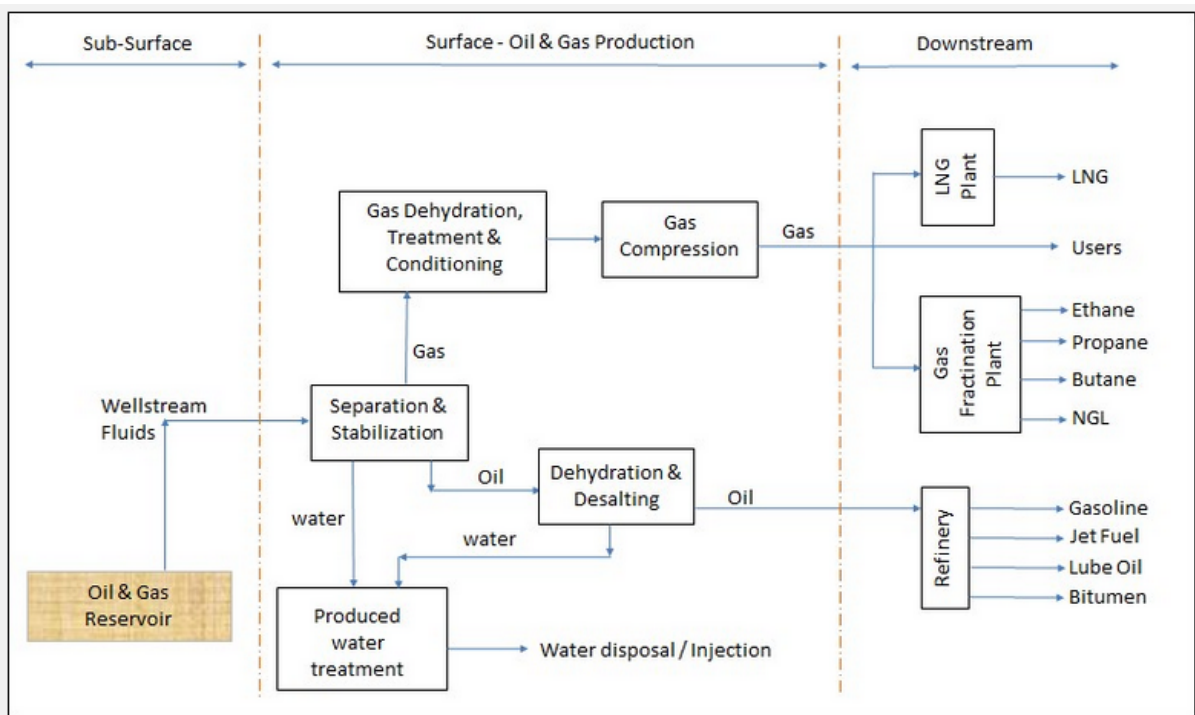 Sub-Surface
Surface - Oil & Gas Production
Downstream
LNG
Plant
LNG
Gas Dehydration,
Treatment &
Conditioning
Gas
Compression
Gas
Users
Gas
Gas
Fractination
Plant
Ethane
Propane
Butane
NGL
Wellstream
Fluids
Separation &
Stabilization
Oil
Dehydration &
Desalting
Oil
water
water
Refinery
Gasoline
Jet Fuel
Lube Oil
Bitumen
Oil & Gas
Reservoir
Produced
water
treatment
Water disposal / Injection